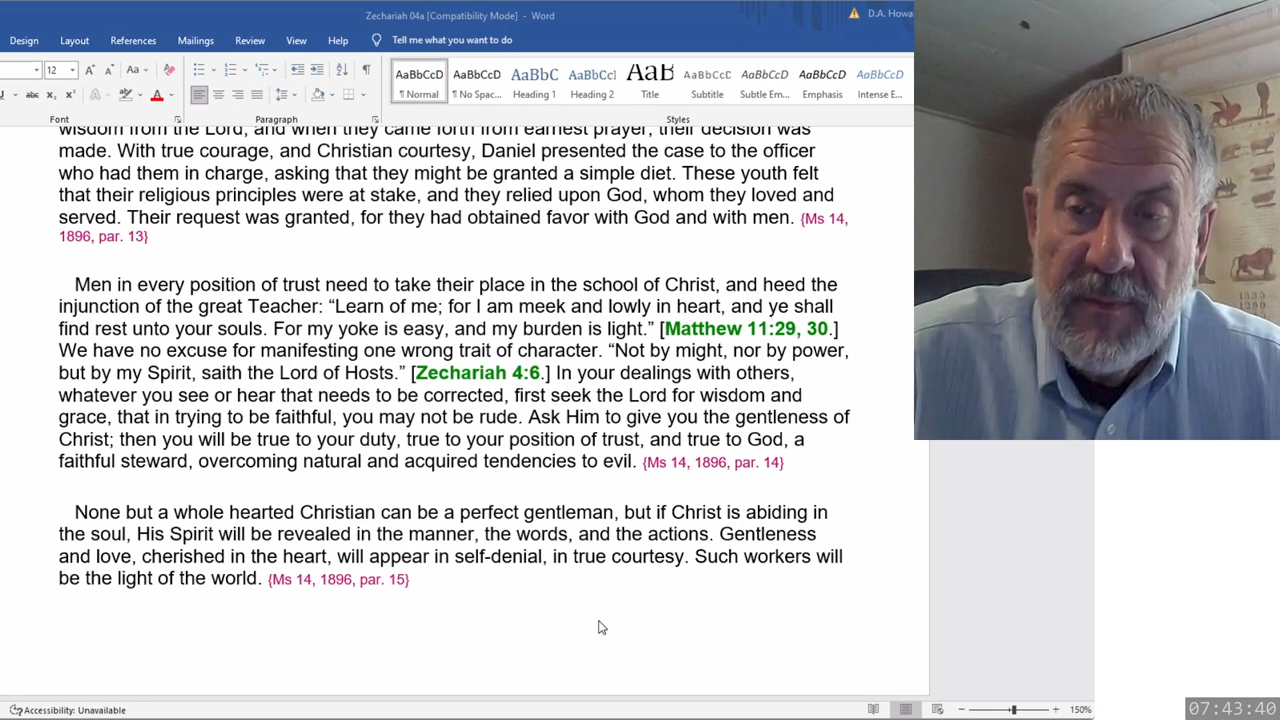 Zechariah 04a [Compatibility Mode] - Word
D.A. Howa
Design Layout References Mailings Review View Help Tell me what you want to do
12 Aa
AaBbCcD AaBbCcD AaBbC AaBbCcI AaB AaBbCcD AaBbCcD AaBbCcD AaBbCcD
¶ Normal ¶ No Spac... Heading 1 Heading 2 Title Subtitle Subtle Em... Emphasis Intense E...
Font Paragraph Styles
wisdom from the Lord, and when they came forth from earnest prayer, their decision was
made. With true courage, and Christian courtesy, Daniel presented the case to the officer
who had them in charge, asking that they might be granted a simple diet. These youth felt
that their religious principles were at stake, and they relied upon God, whom they loved and
served. Their request was granted, for they had obtained favor with God and with men. {Ms 14,
1896, par. 13}
Men in every position of trust need to take their place in the school of Christ, and heed the
injunction of the great Teacher: “Learn of me; for I am meek and lowly in heart, and ye shall
find rest unto your souls. For my yoke is easy, and my burden is light.” [Matthew 11:29, 30.]
We have no excuse for manifesting one wrong trait of character. “Not by might, nor by power,
but by my Spirit, saith the Lord of Hosts.” [Zechariah 4:6.] In your dealings with others,
whatever you see or hear that needs to be corrected, first seek the Lord for wisdom and
grace, that in trying to be faithful, you may not be rude. Ask Him to give you the gentleness of
Christ; then you will be true to your duty, true to your position of trust, and true to God, a
faithful steward, overcoming natural and acquired tendencies to evil. {Ms 14, 1896, par. 14}
None but a whole hearted Christian can be a perfect gentleman, but if Christ is abiding in
the soul, His Spirit will be revealed in the manner, the words, and the actions. Gentleness
and love, cherished in the heart, will appear in self-denial, in true courtesy. Such workers will
be the light of the world. {Ms 14, 1896, par. 15}
Accessibility: Unavailable
150%
07:43:40